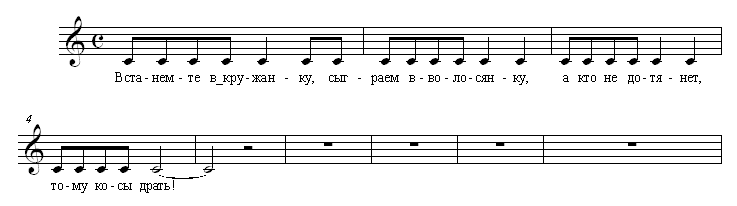 Вста - нем - те в_кру - жан - ку, сыг - раем в - во - ло - сян - ку, а кто не до - тя - нет,
4
то - му ко - сы драть!